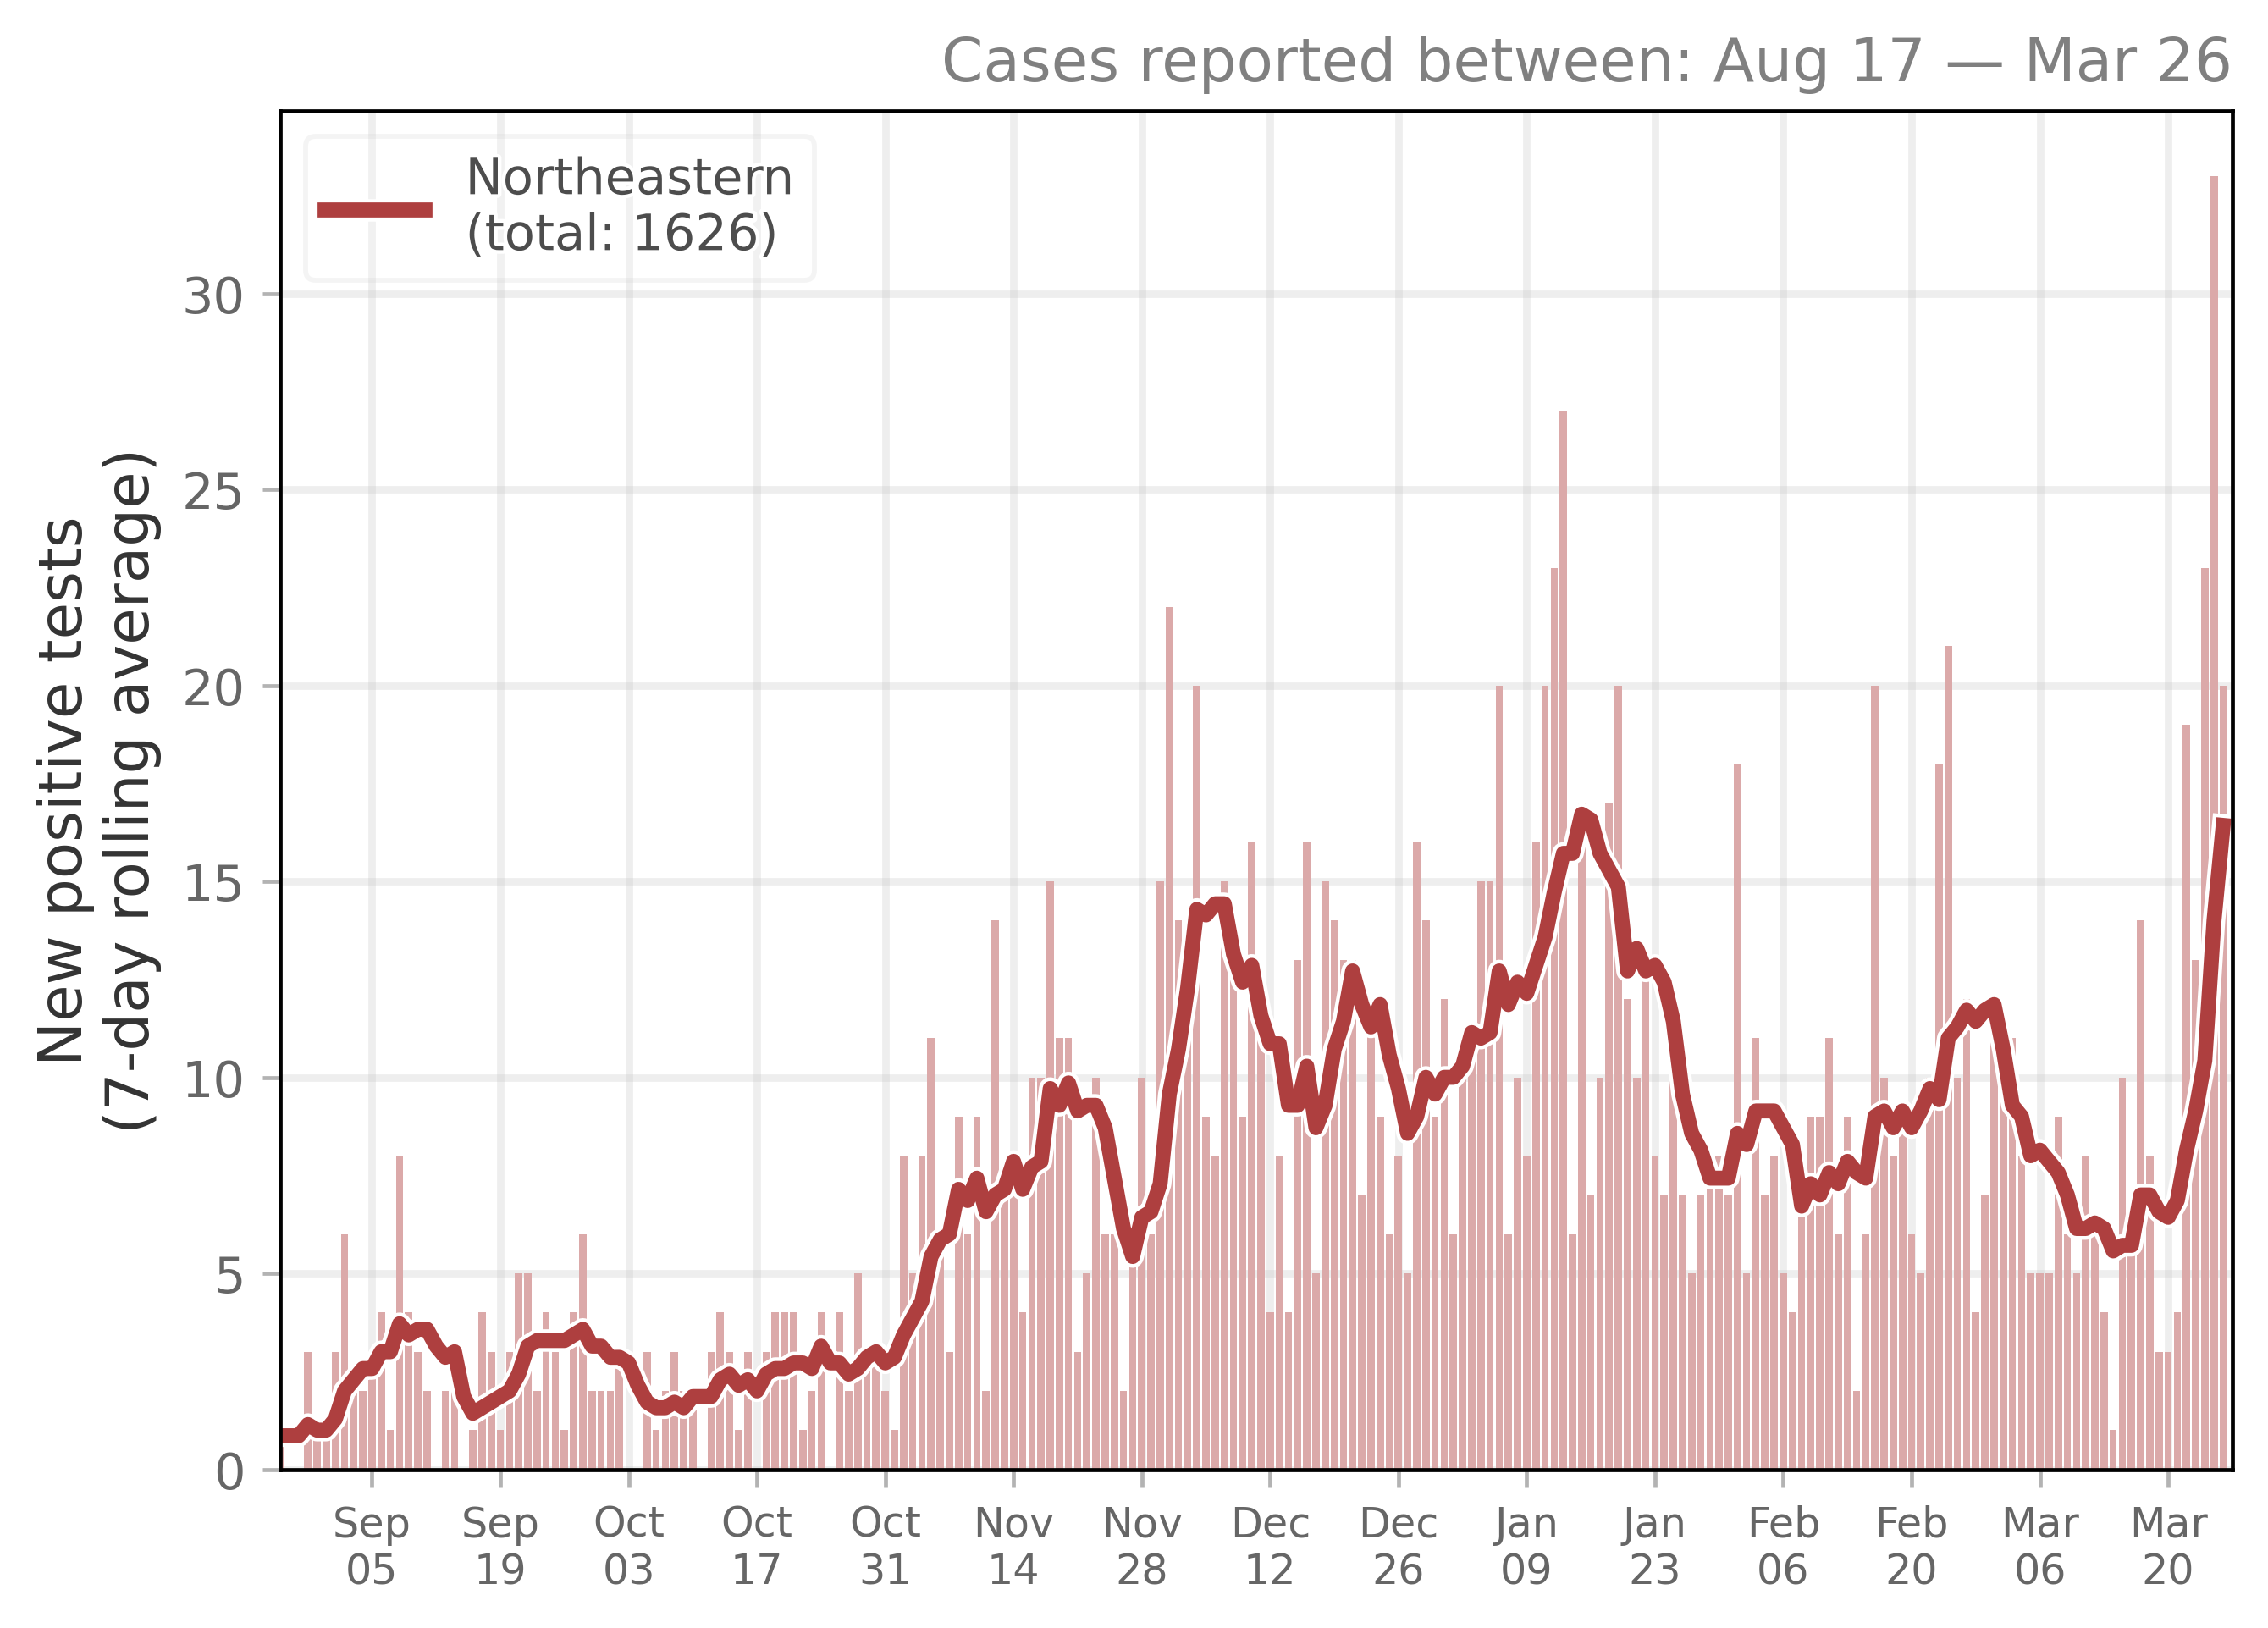 Cases reported between: Aug 17 — Mar 26
Northeastern
(total: 1626)
New positive tests
(7-day rolling average)
30
25
20
15
10
5
0
Sep
05
Sep
19
Oct
03
Oct
17
Oct
31
Nov
14
Nov
28
Dec
12
Dec
26
Jan
09
Jan
23
Feb
06
Feb
20
Mar
06
Mar
20